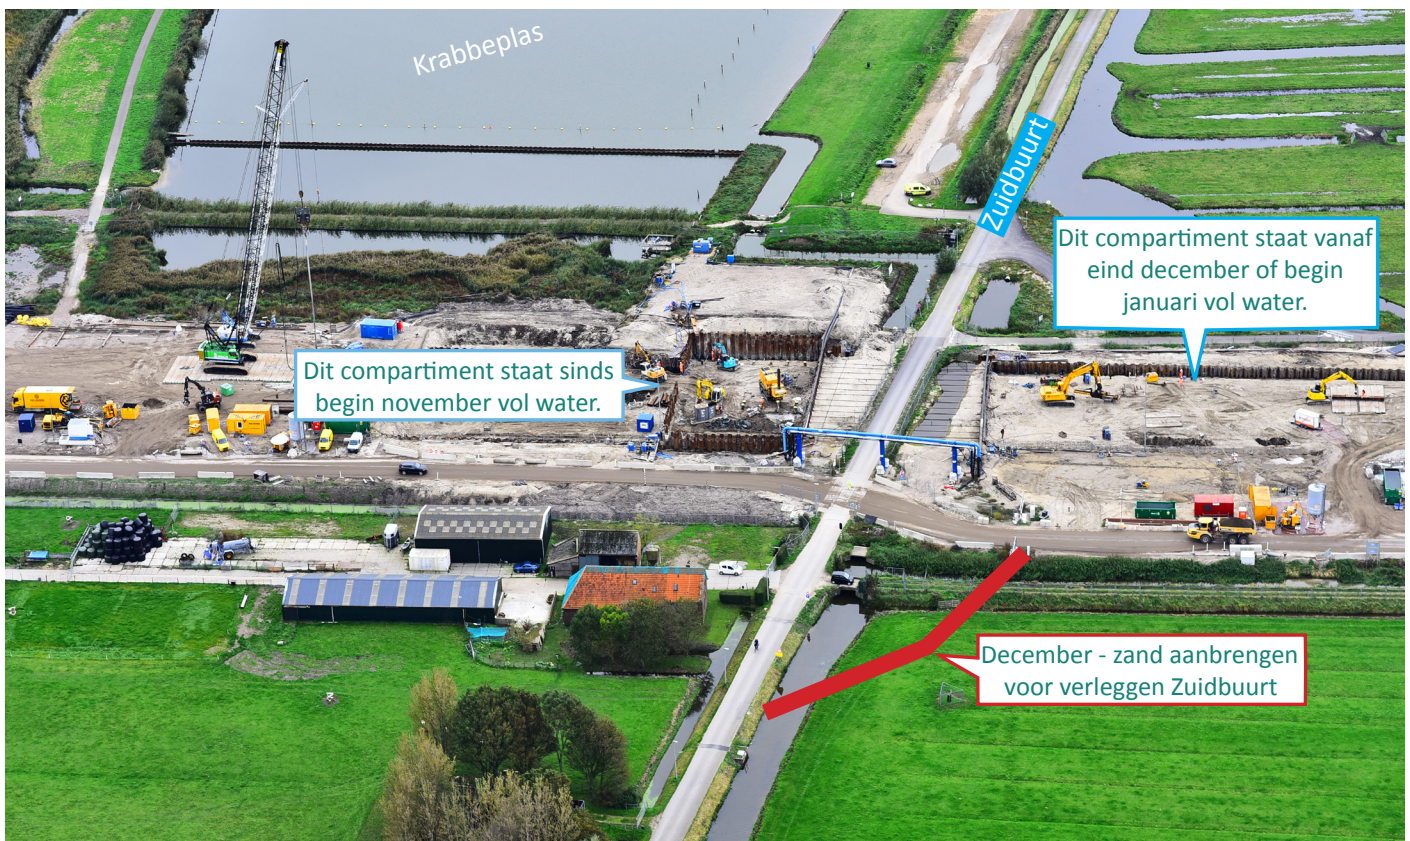 Krabbeplas
Zuidbuurt
Dit compartiment staat vanaf
eind december of begin
januari vol water.
Dit compartiment staat sinds
begin november vol water.
December - zand aanbrengen
voor verleggen Zuidbuurt